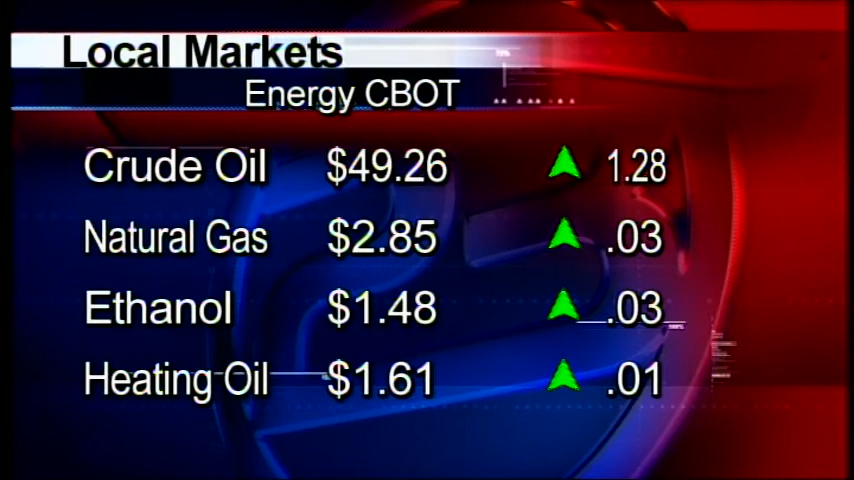 Local Markets
Energy CBOT
Crude Oil $49.26 1.28
Natural Gas $2.85 .03
Ethanol $1.48 .03
Heating Oil $1.61 .01